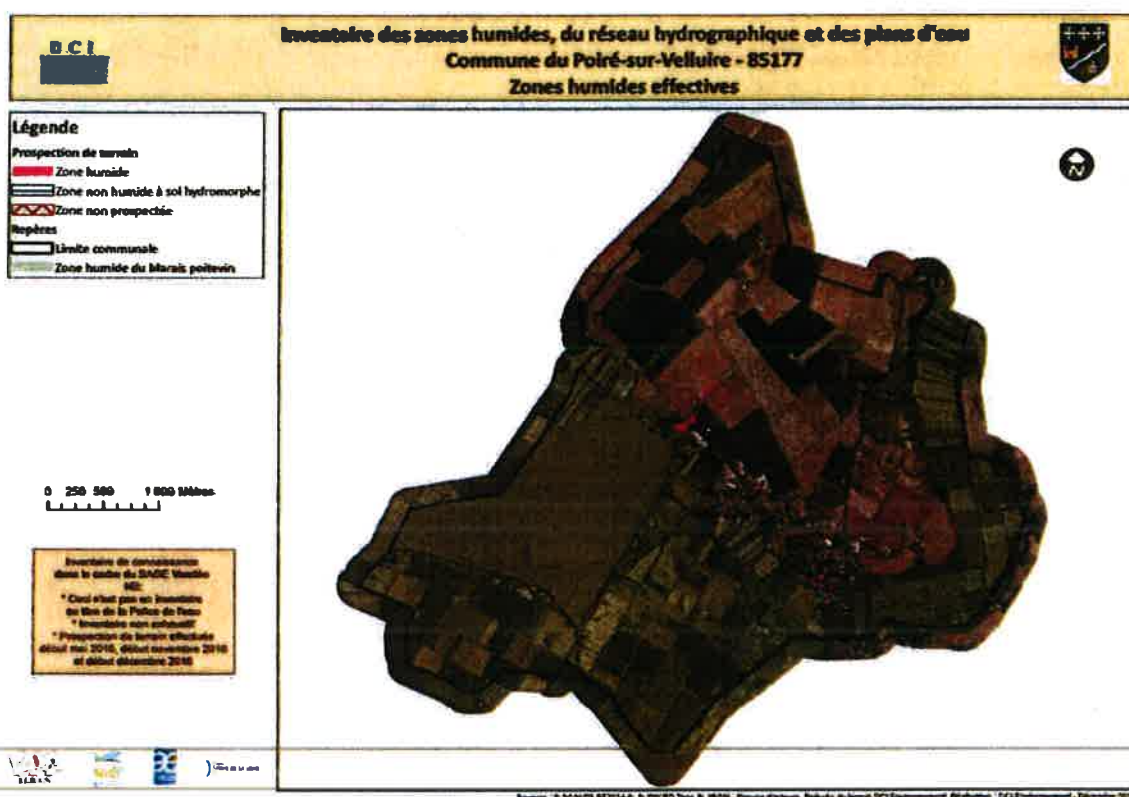 DCI
Inventaire des zones humides, du réseau hydrographique et des plans d'eau
Commune du Poiré-sur-Velluire - 85177
Zones humides effectives
Légende
Prospection de terrain
Zone humide
Zone non humide à sol hydromorphe
Zone non prospectée
Repères
Limite communale
Zone humide du Marais poitevin
N
0 250 500 1 000 Mètres
Inventaire de connaissance
dans le cadre du SAGE Vendée
NB:
* Ceci n'est pas un inventaire
au titre de la Police de l'eau
* Inventaire non exhaustif
* Prospection de terrain effectuée
début mai 2016, début novembre 2016
et début décembre 2016